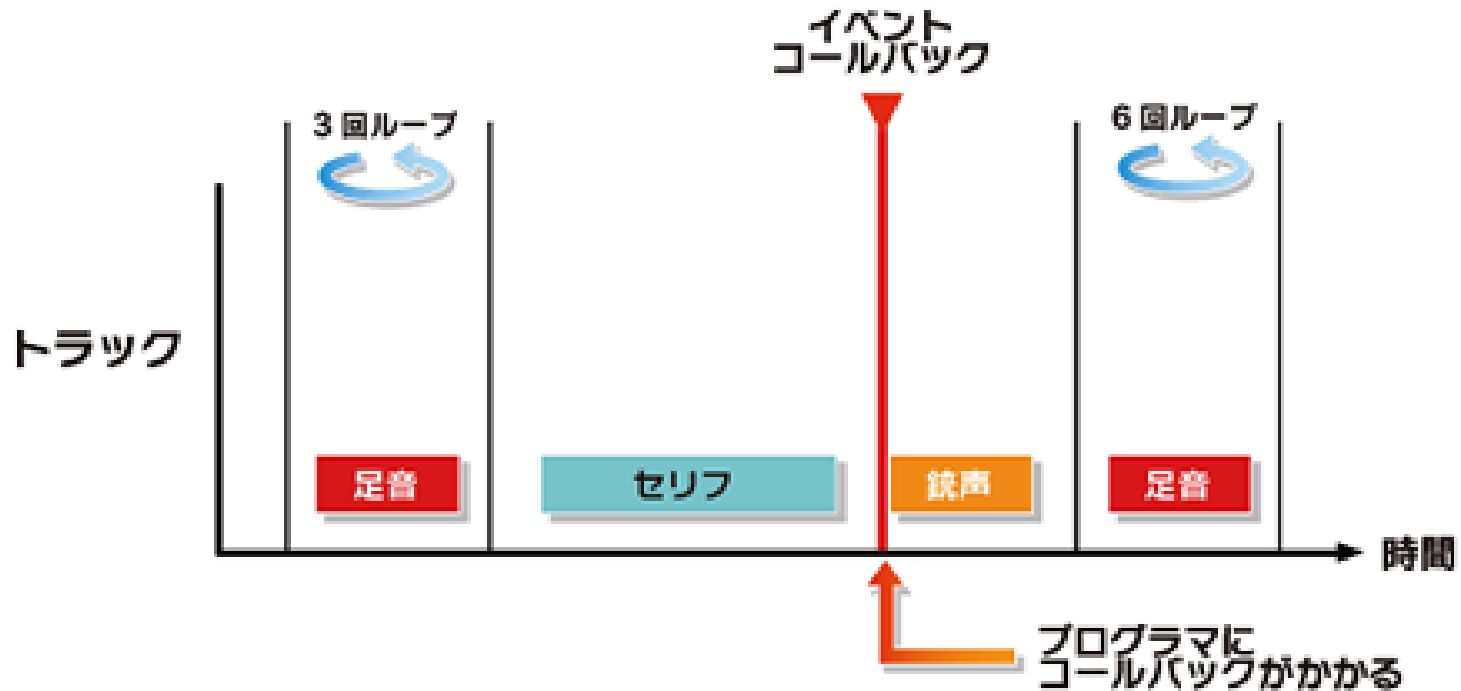 イベント
コールバック
3回ループ
6回ループ
トラック
足音
セリフ
銃声
足音
時間
プログラマに
コールバックがかかる